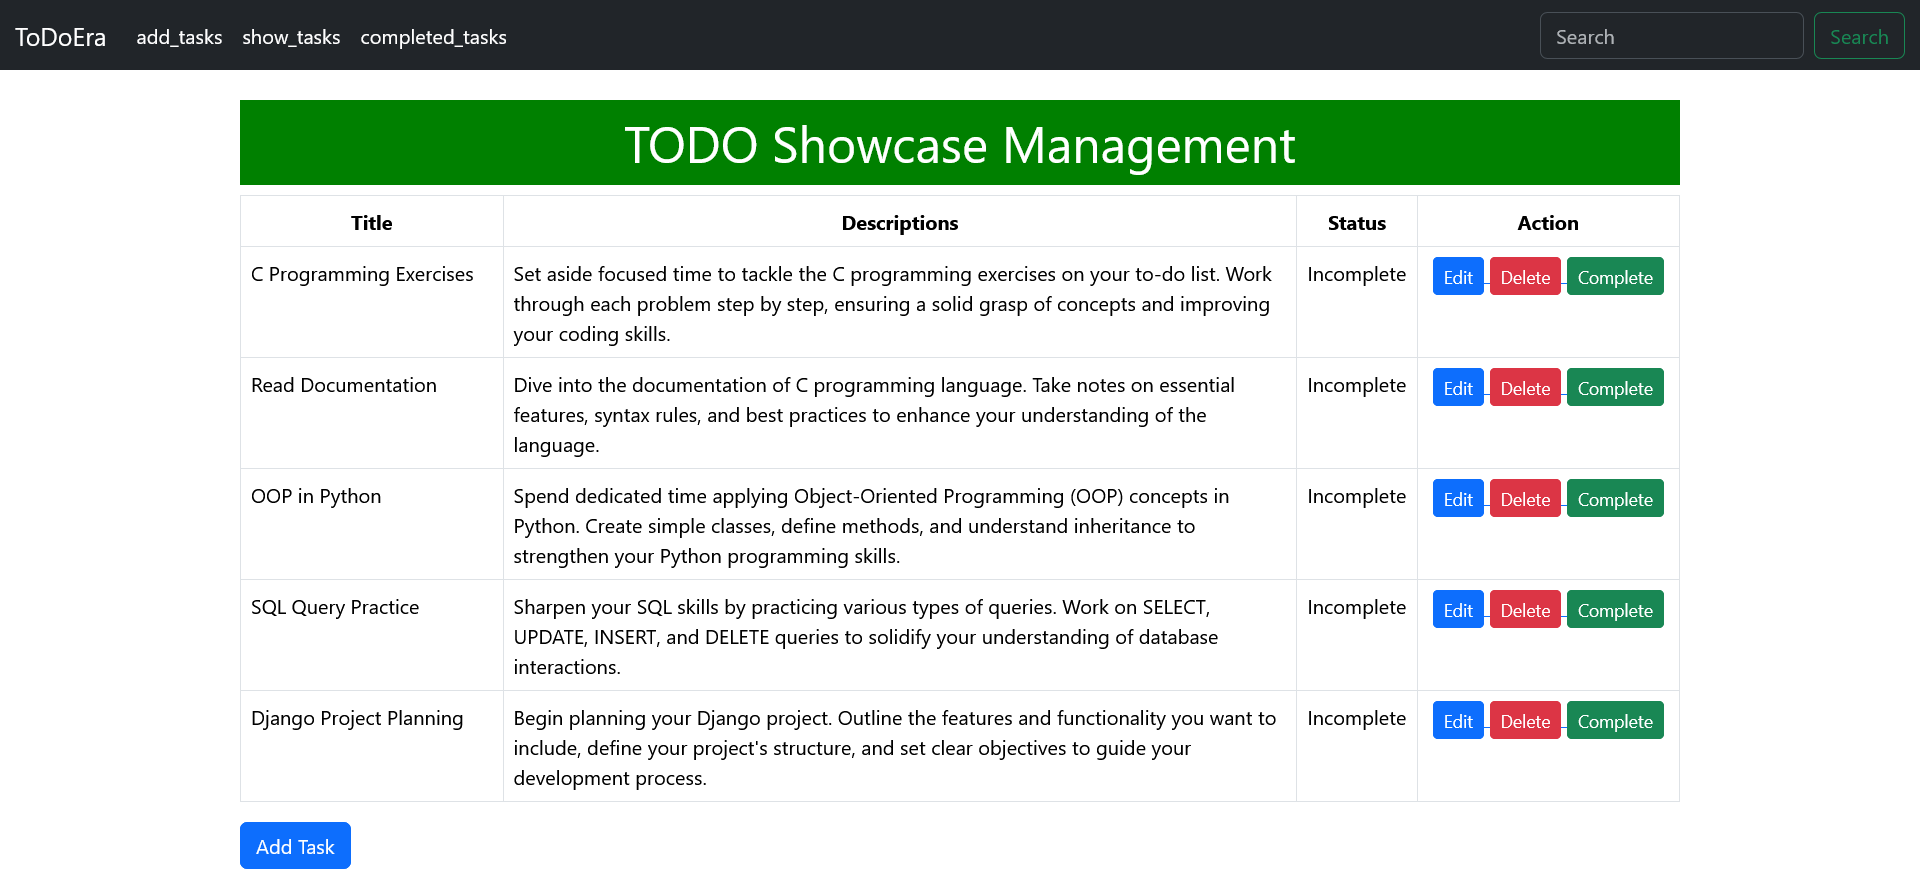 ToDoEra add_tasks show_tasks completed_tasks Search Search
TODO Showcase Management
Title Descriptions Status Action
C Programming Exercises Set aside focused time to tackle the C programming exercises on your to-do list. Work Incomplete Edit Delete Complete
through each problem step by step, ensuring a solid grasp of concepts and improving
your coding skills.
Read Documentation Dive into the documentation of C programming language. Take notes on essential Incomplete Edit Delete Complete
features, syntax rules, and best practices to enhance your understanding of the
language.
OOP in Python Spend dedicated time applying Object-Oriented Programming (OOP) concepts in Incomplete Edit Delete Complete
Python. Create simple classes, define methods, and understand inheritance to
strengthen your Python programming skills.
SQL Query Practice Sharpen your SQL skills by practicing various types of queries. Work on SELECT, Incomplete Edit Delete Complete
UPDATE, INSERT, and DELETE queries to solidify your understanding of database
interactions.
Django Project Planning Begin planning your Django project. Outline the features and functionality you want to Incomplete Edit Delete Complete
include, define your project's structure, and set clear objectives to guide your
development process.
Add Task